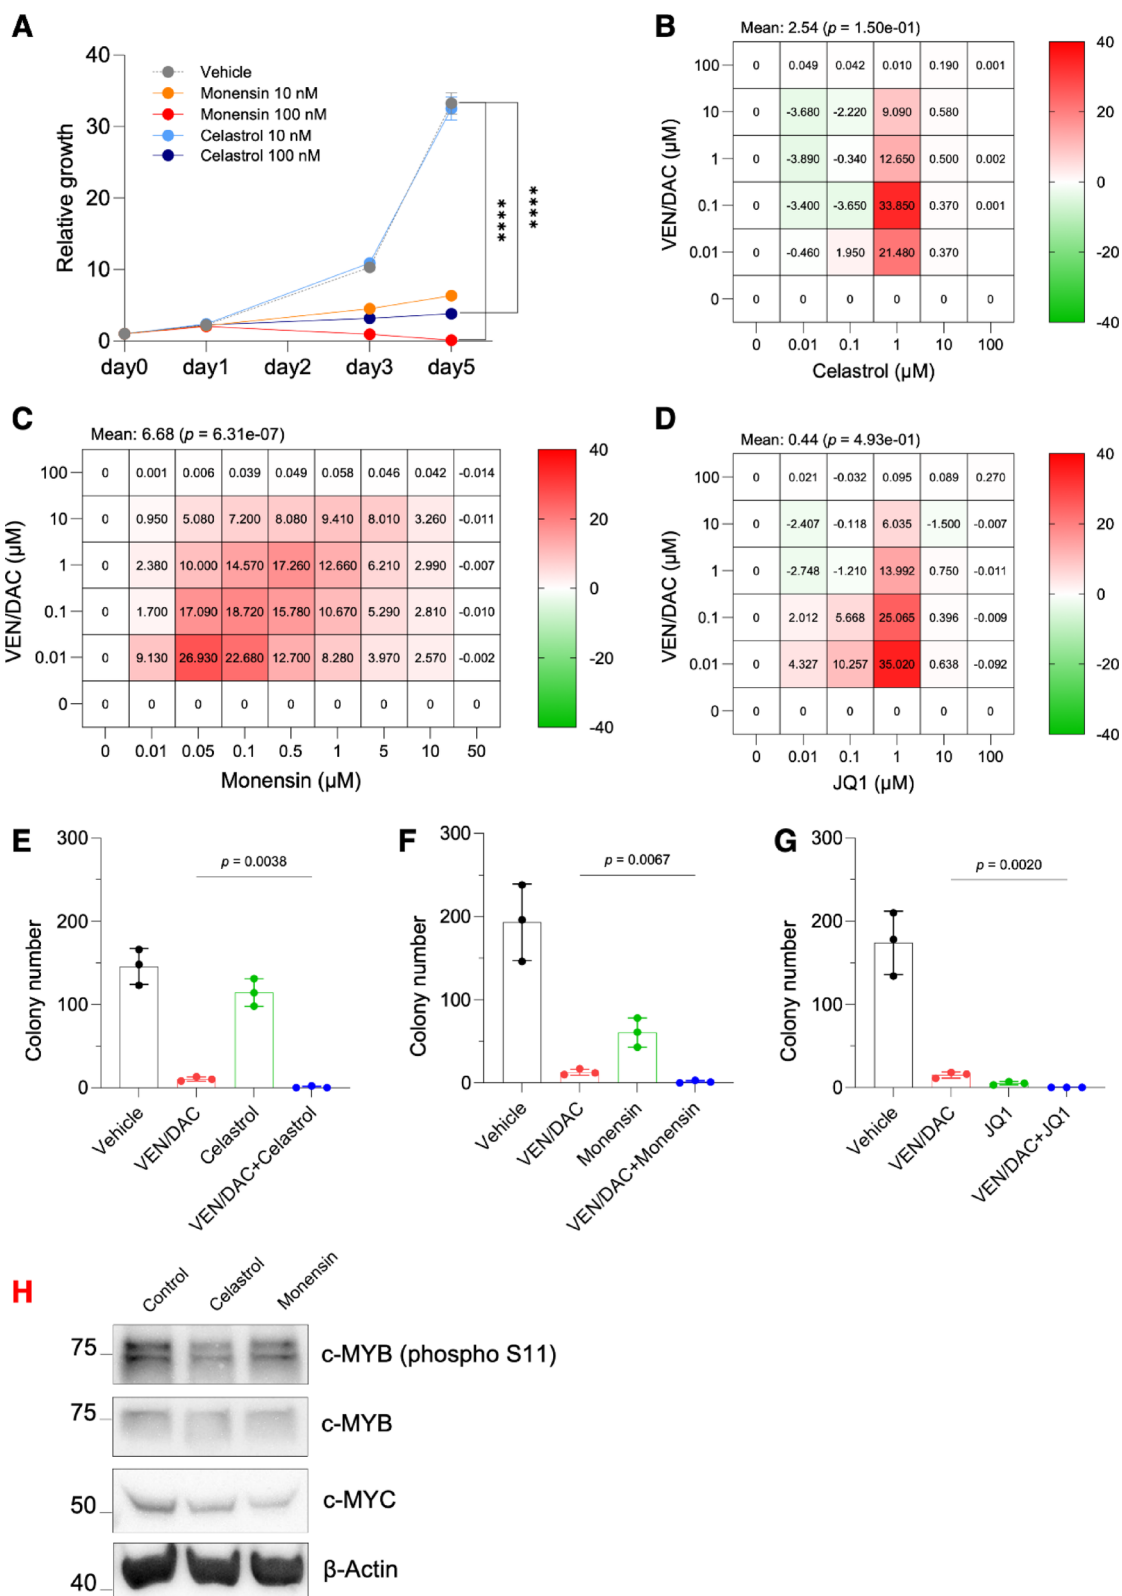 A
40
30
20
10
0
Relative growth
Vehicle
Monensin 10 nM
Monensin 100 nM
Celastrol 10 nM
Celastrol 100 nM
****
****
day0 day1 day2 day3 day5
B
Mean: 2.54 (p = 1.50e-01)
VEN/DAC (µM)
100 0 0.049 0.042 0.010 0.190 0.001
10 0 -3.680 -2.220 9.090 0.580
1 0 -3.890 -0.340 12.650 0.500 0.002
0.1 0 -3.400 -3.650 33.850 0.370 0.001
0.01 0 -0.460 1.950 21.480 0.370
0 0 0 0 0 0 0
0 0.01 0.1 1 10 100
Celastrol (µM)
40
20
0
-20
-40
C
Mean: 6.68 (p = 6.31e-07)
VEN/DAC (µM)
100 0 0.001 0.006 0.039 0.049 0.058 0.046 0.042 -0.014
10 0 0.950 5.080 7.200 8.080 9.410 8.010 3.260 -0.011
1 0 2.380 10.000 14.570 17.260 12.660 6.210 2.990 -0.007
0.1 0 1.700 17.090 18.720 15.780 10.670 5.290 2.810 -0.010
0.01 0 9.130 26.930 22.680 12.700 8.280 3.970 2.570 -0.002
0 0 0 0 0 0 0 0 0 0
0 0.01 0.05 0.1 0.5 1 5 10 50
Monensin (µM)
40
20
0
-20
-40
D
Mean: 0.44 (p = 4.93e-01)
VEN/DAC (µM)
100 0 0.021 -0.032 0.095 0.089 0.270
10 0 -2.407 -0.118 6.035 -1.500 -0.007
1 0 -2.748 -1.210 13.992 0.750 -0.011
0.1 0 2.012 5.668 25.065 0.396 -0.009
0.01 0 4.327 10.257 35.020 0.638 -0.092
0 0 0 0 0 0 0
0 0.01 0.1 1 10 100
JQ1 (µM)
40
20
0
-20
-40
E
300
200
100
0
Colony number
p = 0.0038
Vehicle
VEN/DAC
Celastrol
VEN/DAC+Celastrol
F
300
200
100
0
Colony number
p = 0.0067
Vehicle
VEN/DAC
Monensin
VEN/DAC+Monensin
G
300
200
100
0
Colony number
p = 0.0020
Vehicle
VEN/DAC
JQ1
VEN/DAC+JQ1
H
Control Celastrol Monensin
75 c-MYB (phospho S11)
75 c-MYB
50 c-MYC
40 β-Actin